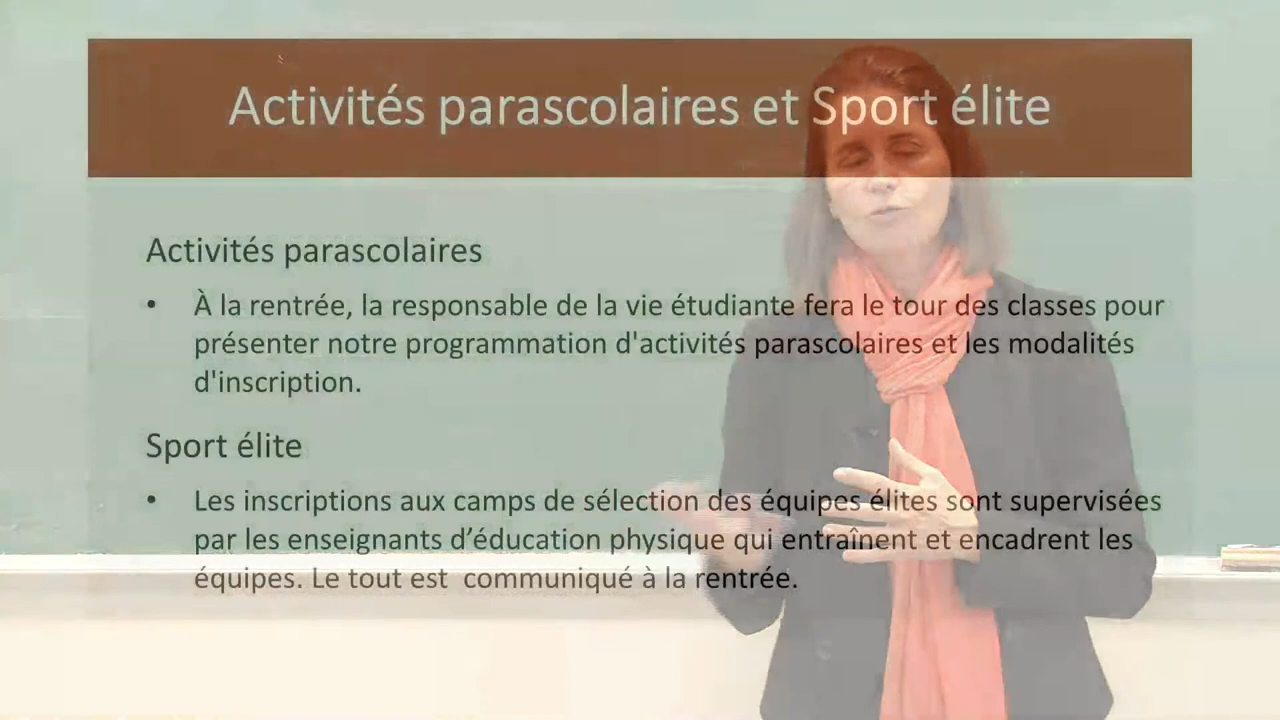 Activités parascolaires et Sport élite
Activités parascolaires
• À la rentrée, la responsable de la vie étudiante fera le tour des classes pour
présenter notre programmation d'activités parascolaires et les modalités
d'inscription.
Sport élite
• Les inscriptions aux camps de sélection des équipes élites sont supervisées
par les enseignants d’éducation physique qui entraînent et encadrent les
équipes. Le tout est  communiqué à la rentrée.